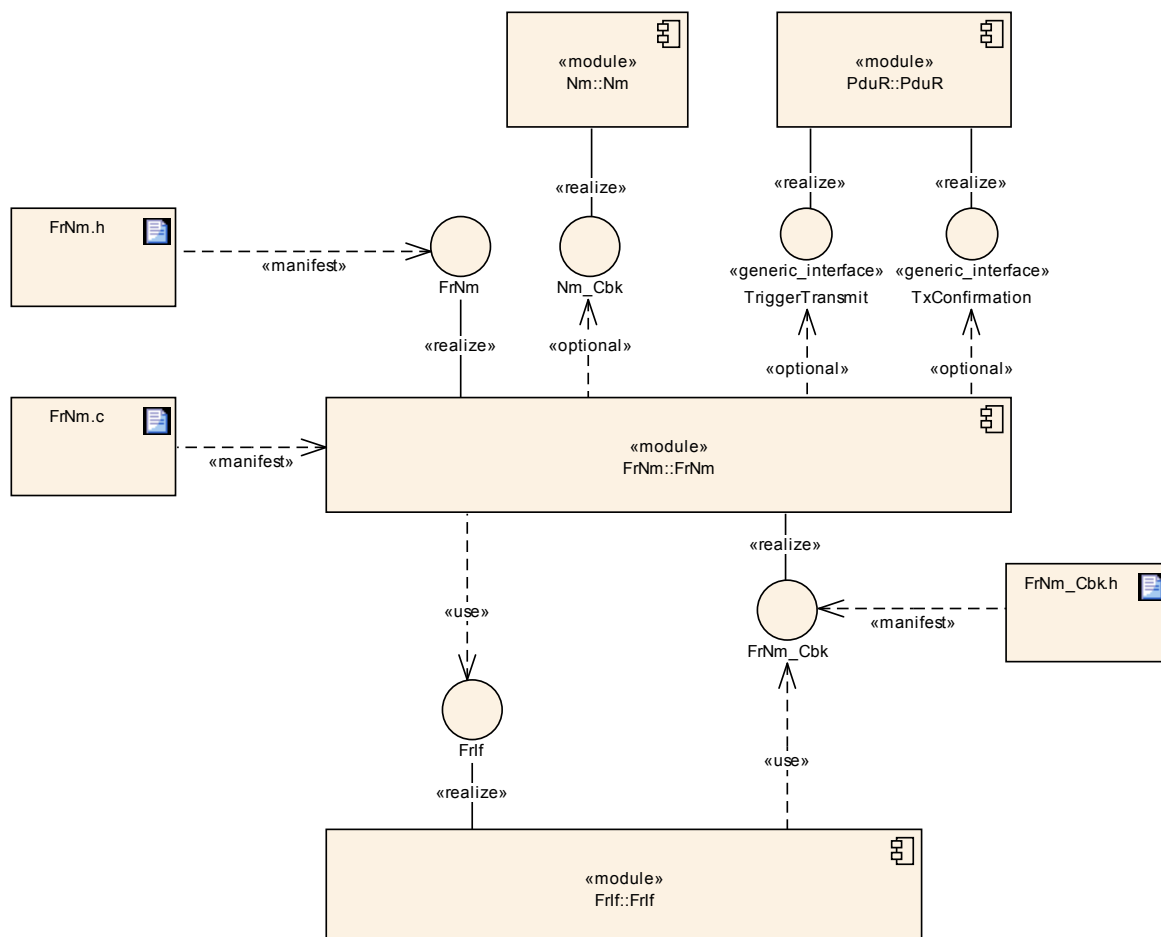 «module»
Nm::Nm
«module»
PduR::PduR
«realize»
«realize»
«realize»
FrNm.h
«manifest»
FrNm
Nm_Cbk
«generic_interface»
TriggerTransmit
«generic_interface»
TxConfirmation
«realize»
«optional»
«optional»
«optional»
FrNm.c
«manifest»
«module»
FrNm::FrNm
«realize»
«use»
FrNm_Cbk.h
«manifest»
FrNm_Cbk
FrIf
«use»
«realize»
«module»
FrIf::FrIf